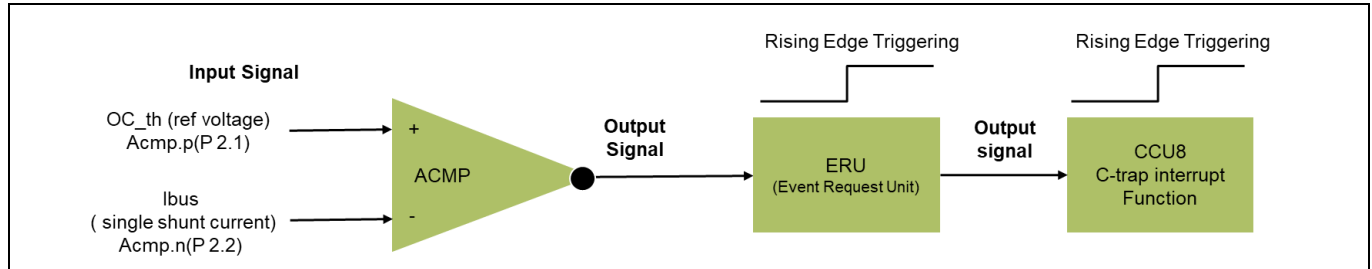 Input Signal
OC_th (ref voltage)
Acmp.p(P 2.1)
Ibus
( single shunt current)
Acmp.n(P 2.2)
+
ACMP
-
Output
Signal
Rising Edge Triggering
ERU
(Event Request Unit)
Output
signal
Rising Edge Triggering
CCU8
C-trap interrupt
Function